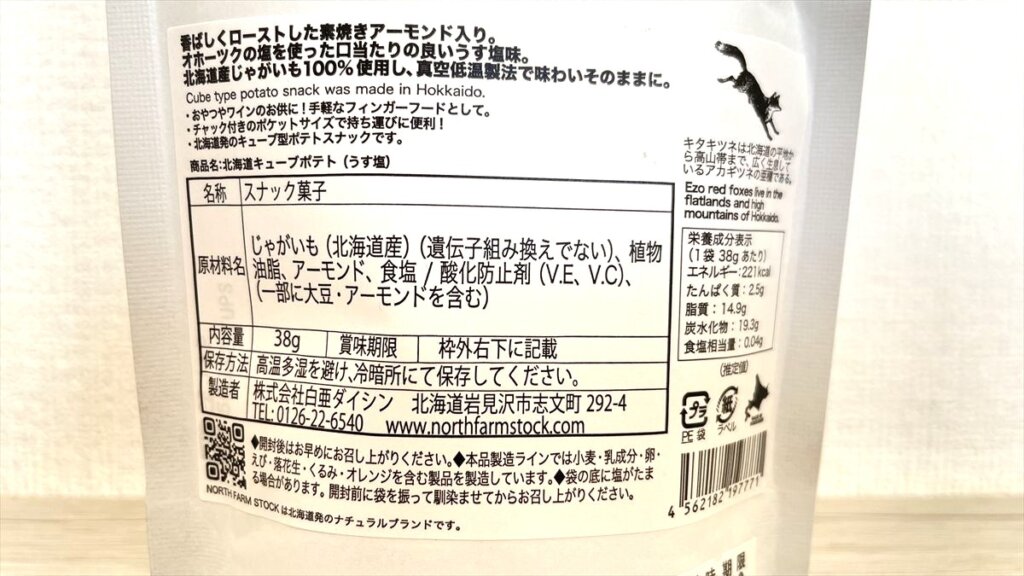 香ばしくローストした素焼きアーモンド入り。
オホーツクの塩を使った口当たりの良いうす塩味。
北海道産じゃがいも100%使用し、真空低温製法で味わいそのままに。
Cube type potato snack was made in Hokkaido.
・おやつやワインのお供に!手軽なフィンガーフードとして。
・チャック付きのポケットサイズで持ち運びに便利!
・北海道発のキューブ型ポテトスナックです。
商品名:北海道キューブポテト(うす塩)
名称 スナック菓子
原材料名 じゃがいも(北海道産)(遺伝子組み換えでない)、植物
油脂、アーモンド、食塩 / 酸化防止剤(V.E、V.C)、
(一部に大豆・アーモンドを含む)
内容量 38g 賞味期限 枠外右下に記載
保存方法 高温多湿を避け、冷暗所にて保存してください。
製造者 株式会社白亜ダイシン 北海道岩見沢市志文町 292-4
TEL: 0126-22-6540 www.northfarmstock.com
◆開封後はお早めにお召し上がりください。◆本品製造ラインでは小麦・乳成分・卵・
えび・落花生・くるみ・オレンジを含む製品を製造しています。◆袋の底に塩がたま
る場合があります。開封前に袋を振って馴染ませてからお召し上がりください。
NORTH FARM STOCK は北海道発のナチュラルブランドです。
キタキツネは北海道の平地か
ら高山帯まで、広く生息して
いるアカギツネの亜種である。
Ezo red foxes live in the
flatlands and high
mountains of Hokkaido.
栄養成分表示
(1袋 38g あたり)
エネルギー:221kcal
たんぱく質:2.5g
脂質:14.9g
炭水化物:19.3g
食塩相当量:0.04g
(推定値)
プラ
PE 袋
紙
ラベル
4 562182 197771